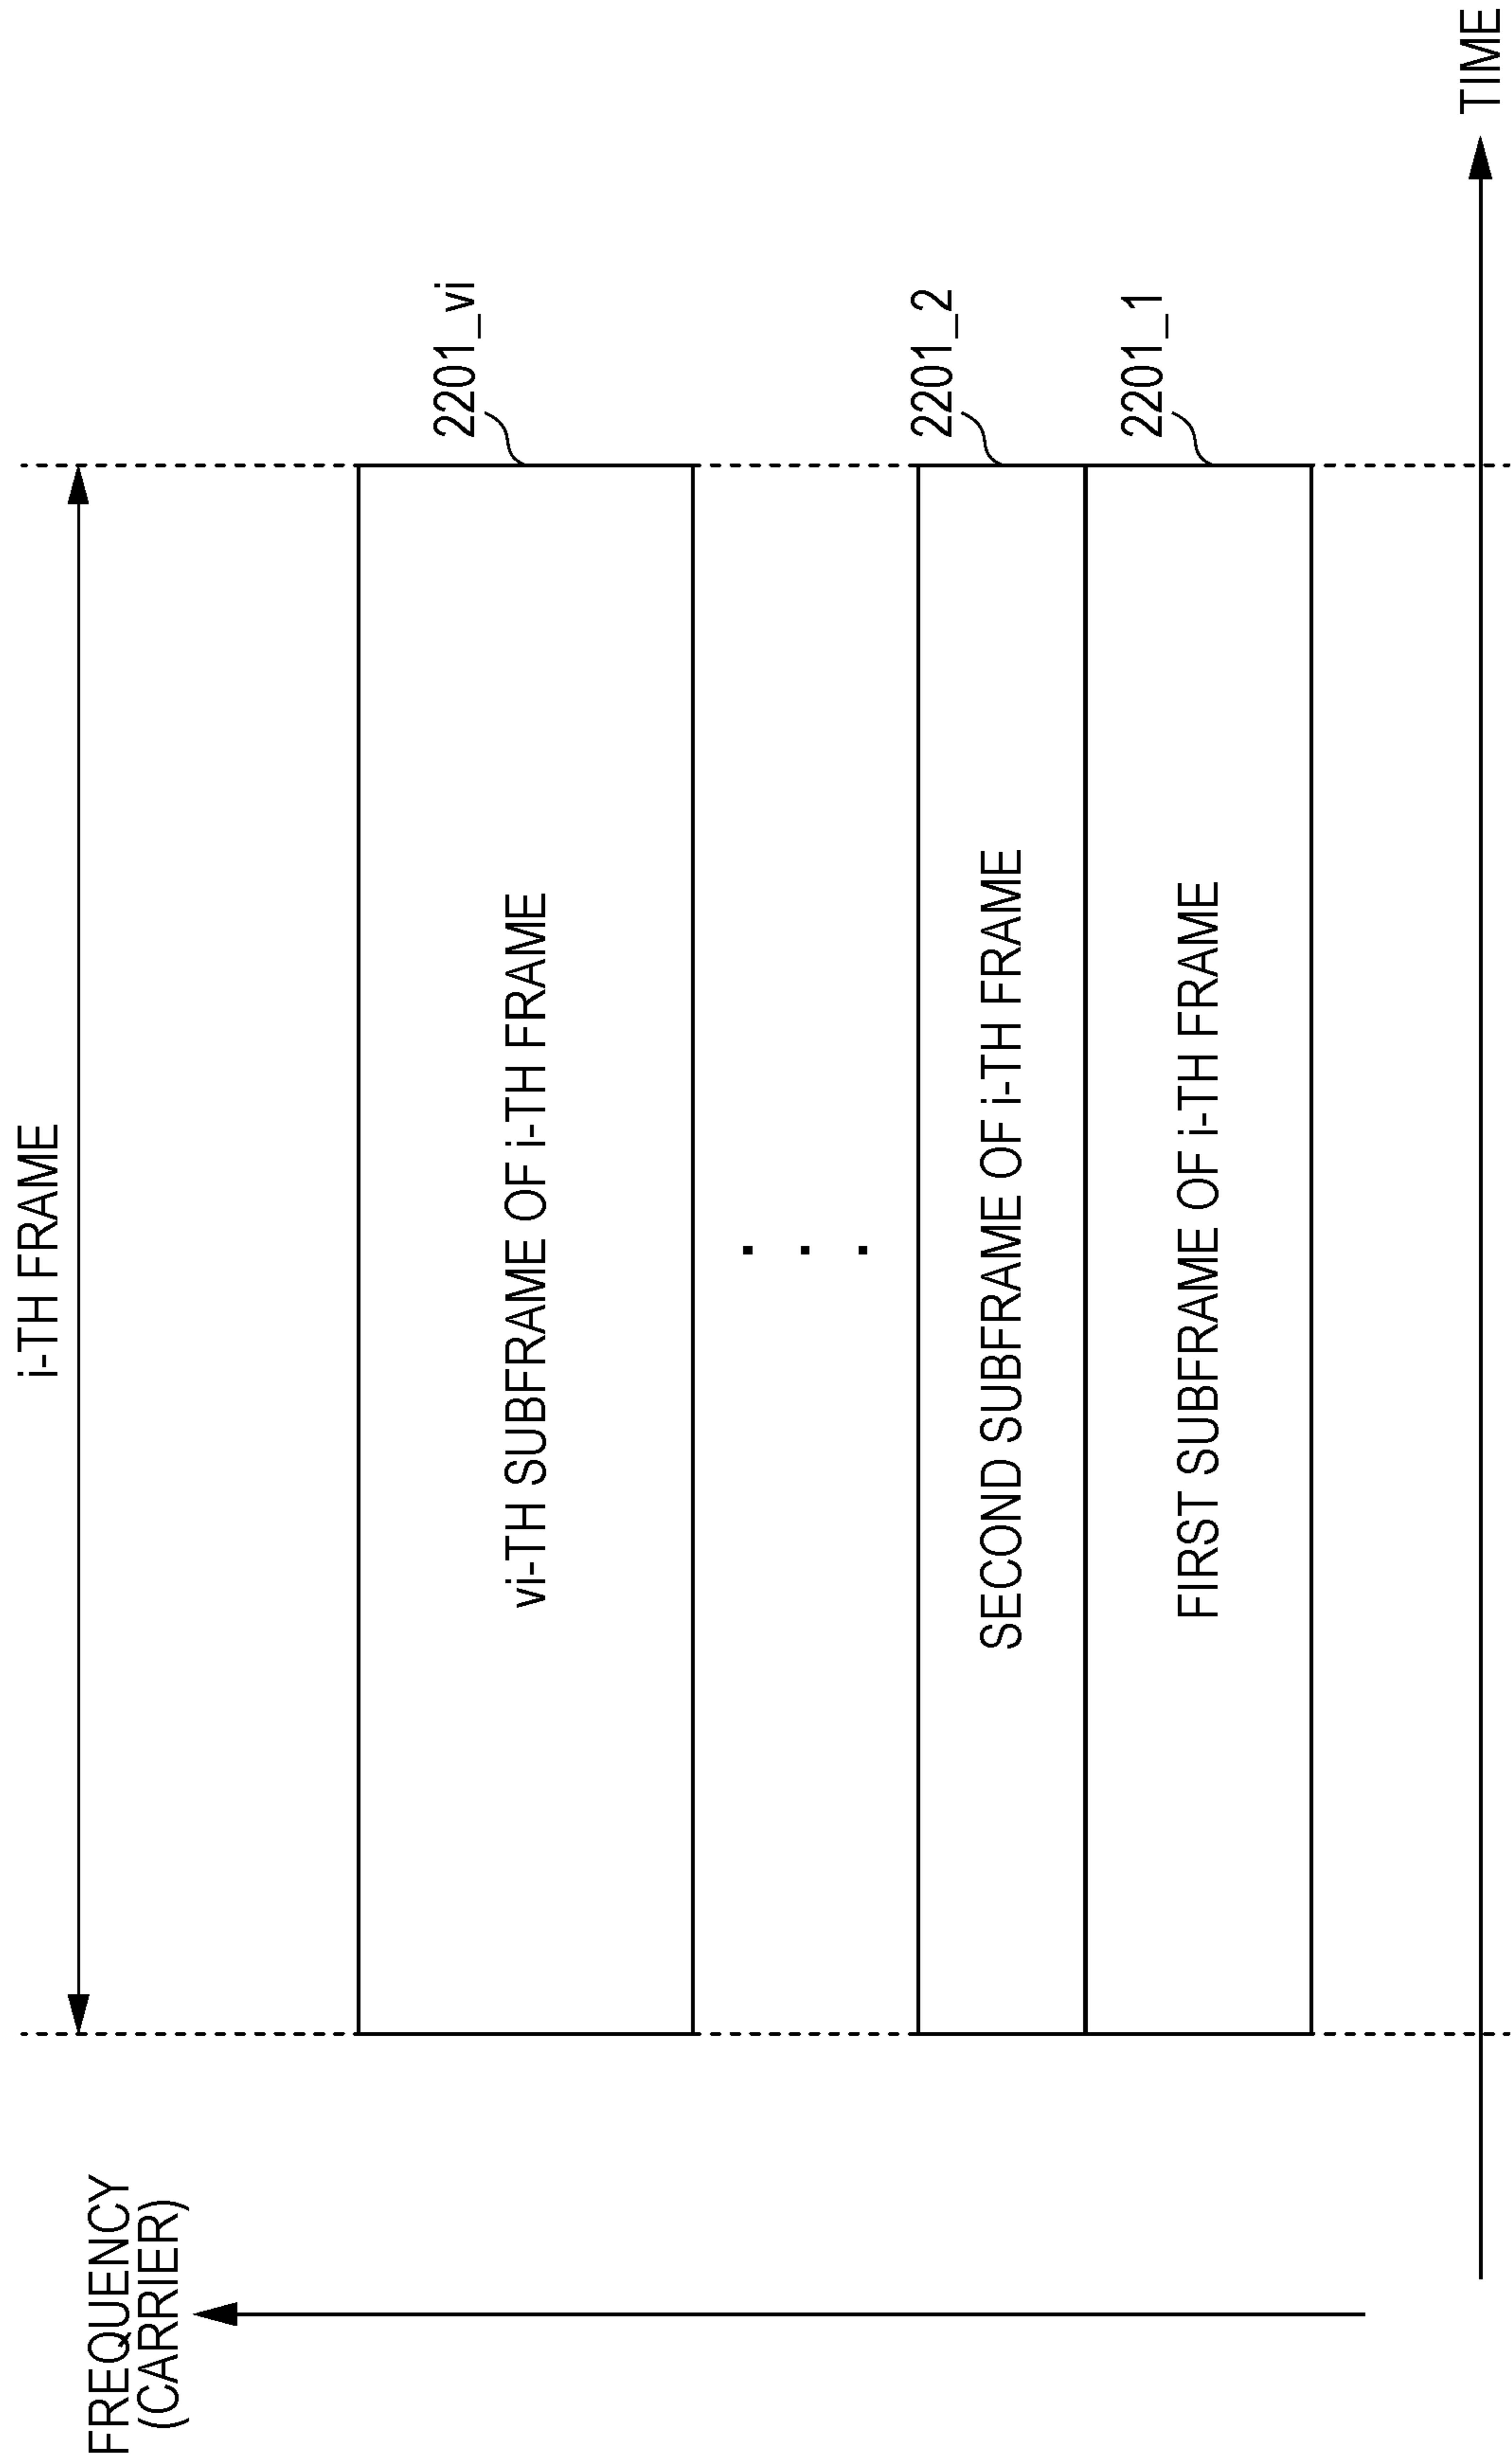 FREQUENCY
(CARRIER)
i-TH FRAME
vi-TH SUBFRAME OF i-TH FRAME
2201_vi
. . .
SECOND SUBFRAME OF i-TH FRAME
2201_2
FIRST SUBFRAME OF i-TH FRAME
2201_1
TIME